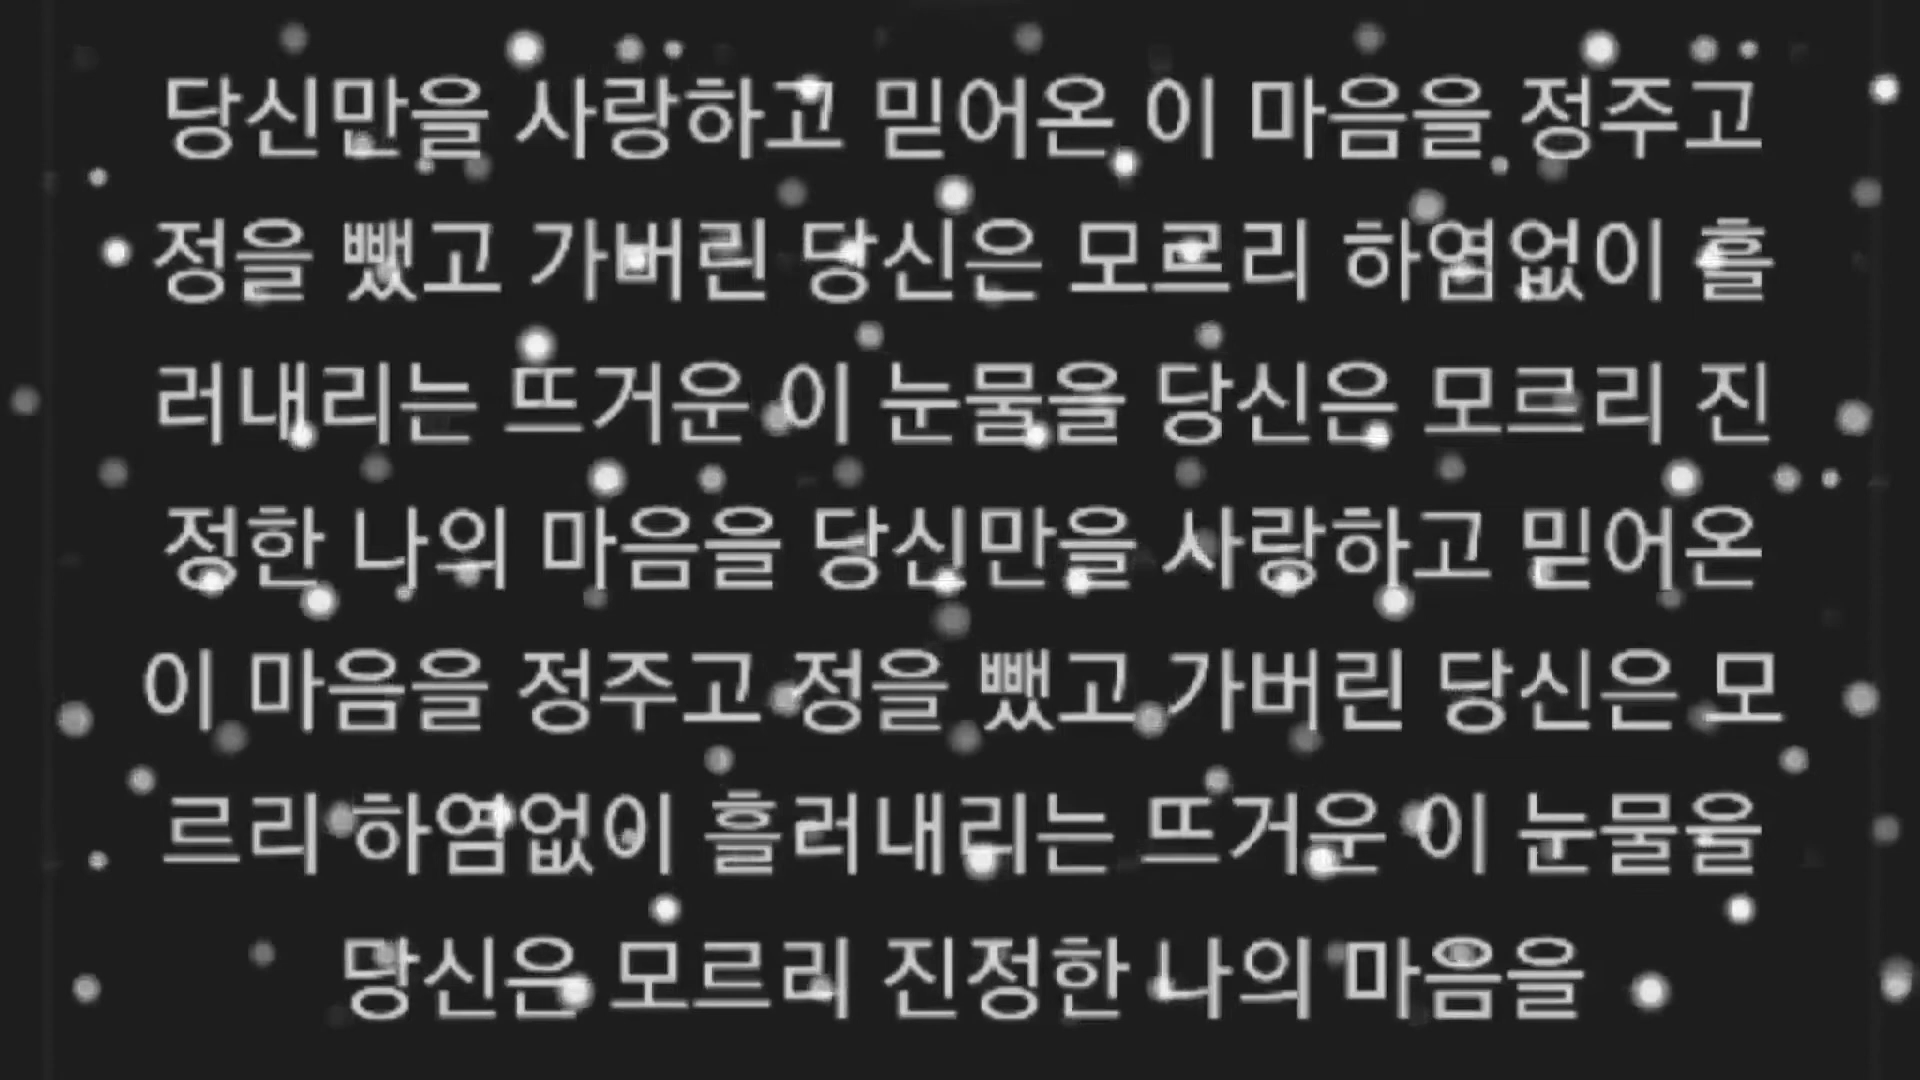 당신만을 사랑하고 믿어온 이 마음을 정주고
정을 뺐고 가버린 당신은 모르리 하염없이 흘
러내리는 뜨거운 이 눈물을 당신은 모르리 진
정한 나의 마음을 당신만을 사랑하고 믿어온
이 마음을 정주고 정을 뺐고 가버린 당신은 모
르리 하염없이 흘러내리는 뜨거운 이 눈물을
당신은 모르리 진정한 나의 마음을